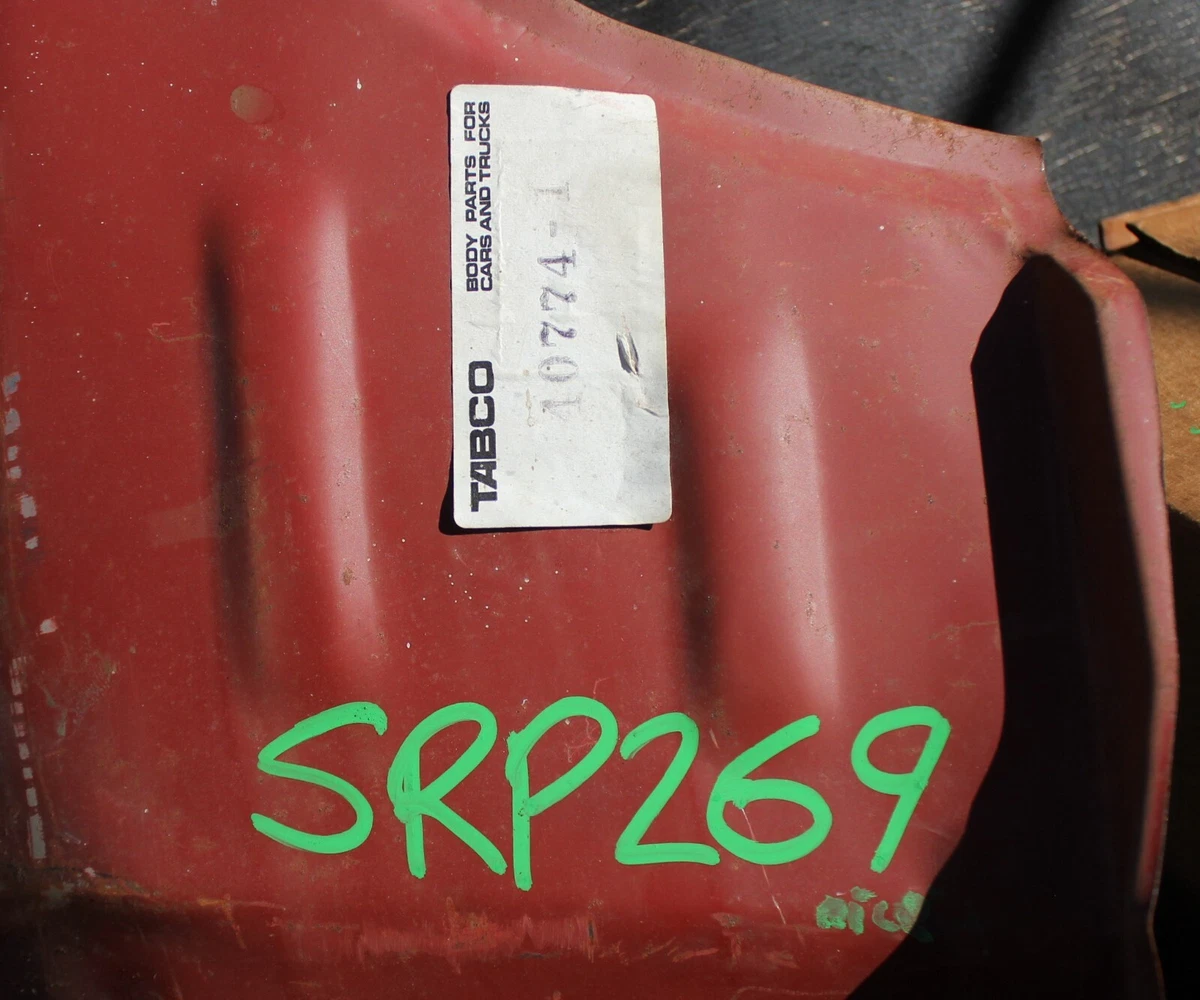 TABCO
BODY PARTS FOR
CARS AND TRUCKS
10774-1
SRP269